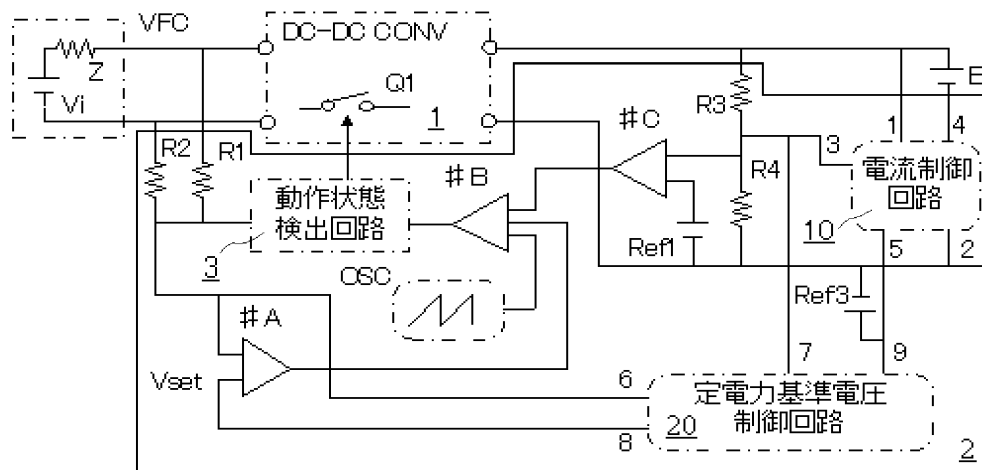 VFC
DC-DC CONV
Z
Vi
Q1
1
E
R3
R2
R1
♯C
1
4
3
R4
電流制御
回路
10
♯B
動作状態
検出回路
3
Ref1
5
2
OSC
Ref3
♯A
7
9
Vset
6
定電力基準電圧
制御回路
20
8
2